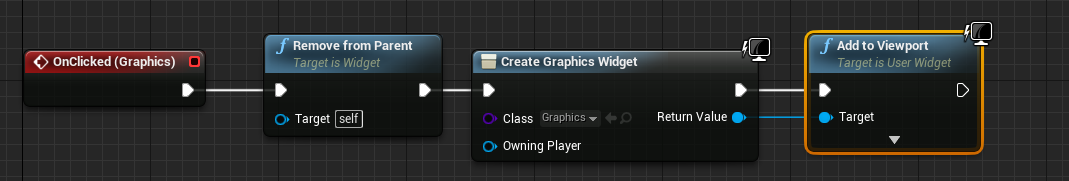 OnClicked (Graphics)
Remove from Parent
Target is Widget
Target self
Create Graphics Widget
Class Graphics
Return Value
Owning Player
Add to Viewport
Target is User Widget
Target